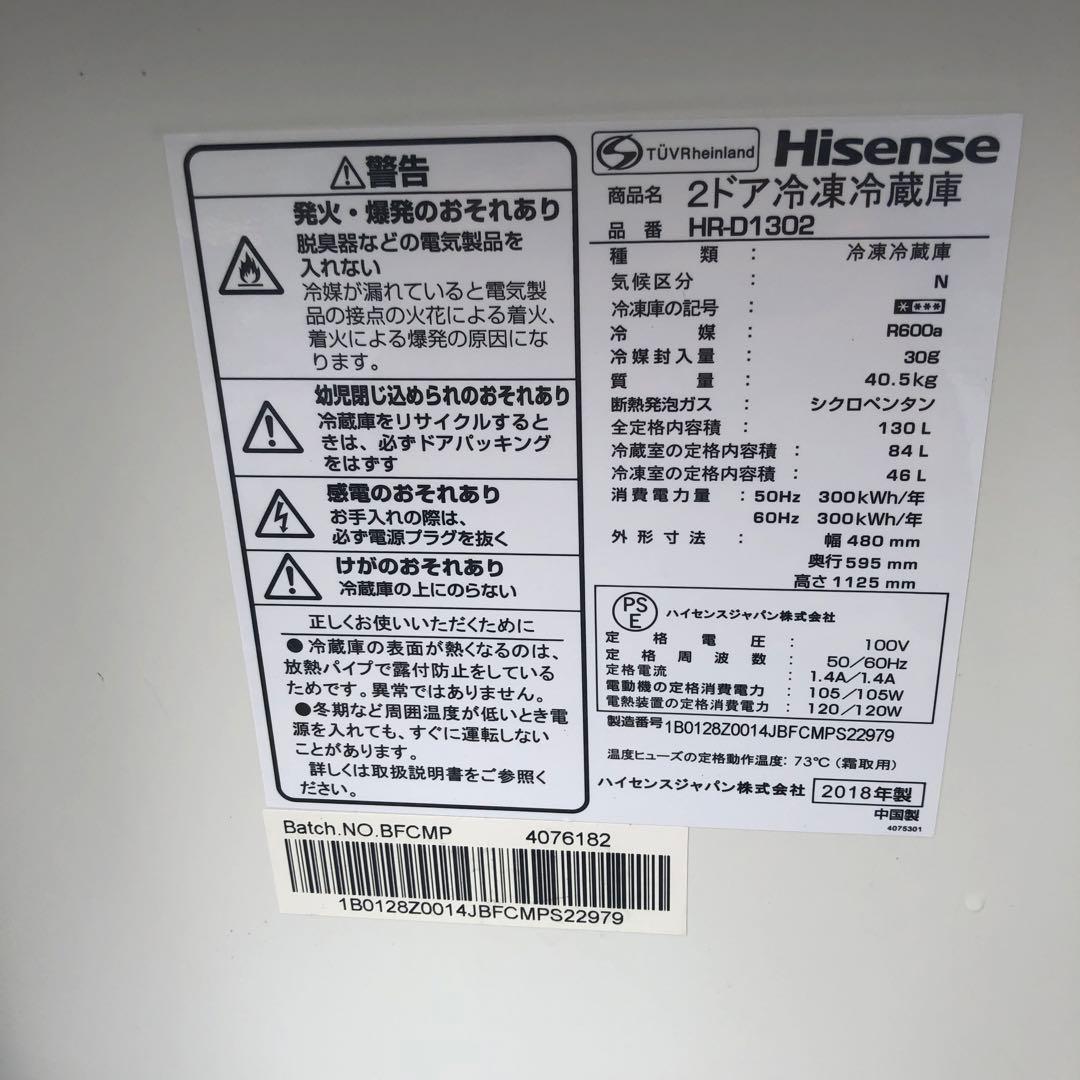 警告
発火・爆発のおそれあり
脱臭器などの電気製品を
入れない
冷媒が漏れていると電気製
品の接点の火花による着火、
着火による爆発の原因にな
ります。
幼児閉じ込められのおそれあり
冷蔵庫をリサイクルすると
きは、必ずドアパッキング
をはずす
感電のおそれあり
お手入れの際は、
必ず電源プラグを抜く
けがのおそれあり
冷蔵庫の上にのらない
正しくお使いいただくために
●冷蔵庫の表面が熱くなるのは、
放熱パイプで露付防止をしている
ためです。異常ではありません。
●冬期など周囲温度が低いとき電
源を入れても、すぐに運転しない
ことがあります。
詳しくは取扱説明書をご参照く
ださい。
TÜVRheinland Hisense
商品名 2ドア冷凍冷蔵庫
品番 HR-D1302
種類 : 冷凍冷蔵庫
気候区分 : N
冷凍庫の記号 : * ***
冷媒 : R600a
冷媒封入量 : 30g
質量 : 40.5kg
断熱発泡ガス : シクロペンタン
全定格内容積 : 130 L
冷蔵室の定格内容積 : 84 L
冷凍室の定格内容積 : 46 L
消費電力量 : 50Hz 300kWh/年
60Hz 300kWh/年
外形寸法 : 幅 480 mm
奥行 595 mm
高さ 1125 mm
PSE ハイセンスジャパン株式会社
定格電圧 : 100V
定格周波数 : 50/60Hz
定格電流 : 1.4A/1.4A
電動機の定格消費電力 : 105/105W
電熱装置の定格消費電力 : 120/120W
製造番号 1B0128Z0014JBFCMPS22979
温度ヒューズの定格動作温度: 73℃(霜取用)
ハイセンスジャパン株式会社 2018年製
中国製
4075301
Batch.NO.BFCMP 4076182
1B0128Z0014JBFCMPS22979